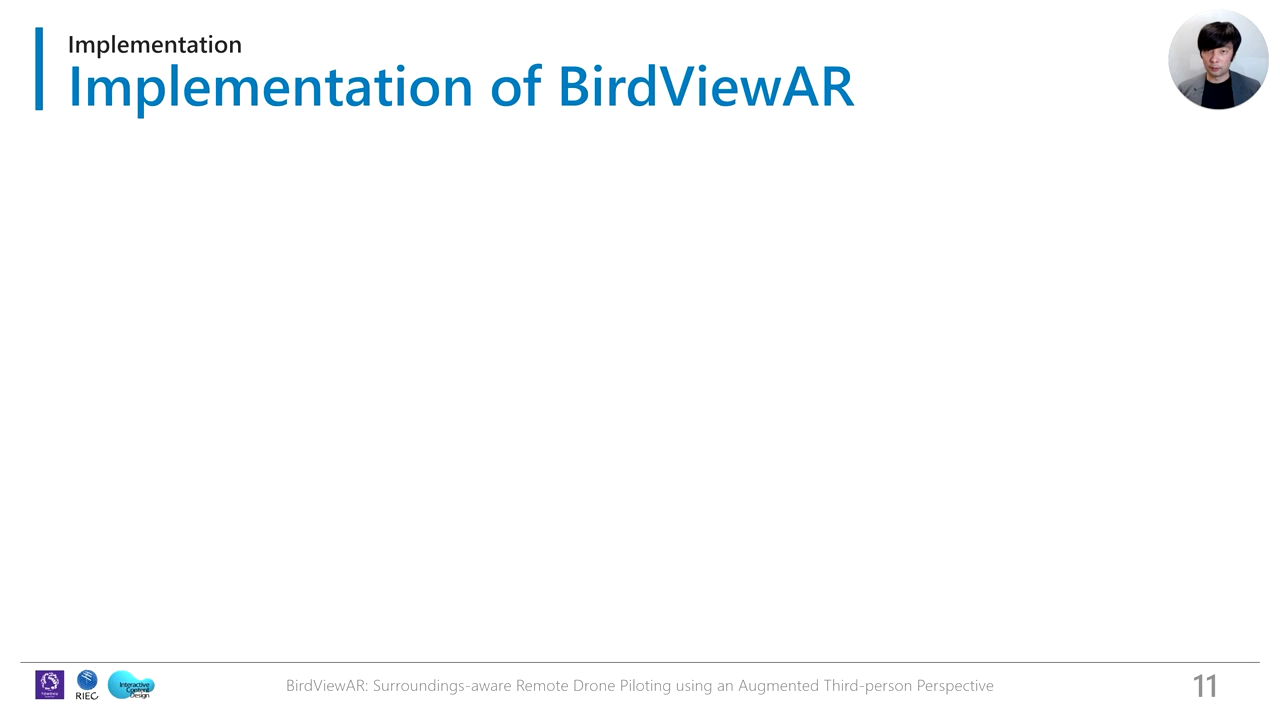 Implementation
Implementation of BirdViewAR
RIEC
Interactive
Content
Design
BirdViewAR: Surroundings-aware Remote Drone Piloting using an Augmented Third-person Perspective
11